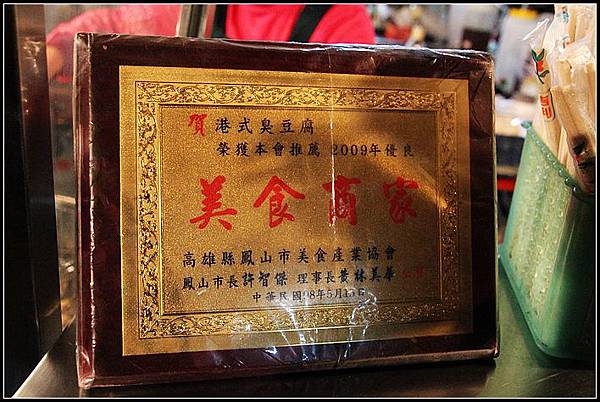 賀 港式臭豆腐
榮獲本會推薦 2009年優良
美食商家
高雄縣鳳山市美食產業協會
鳳山市長許智傑 理事長黃林美華
中華民國98年5月15日